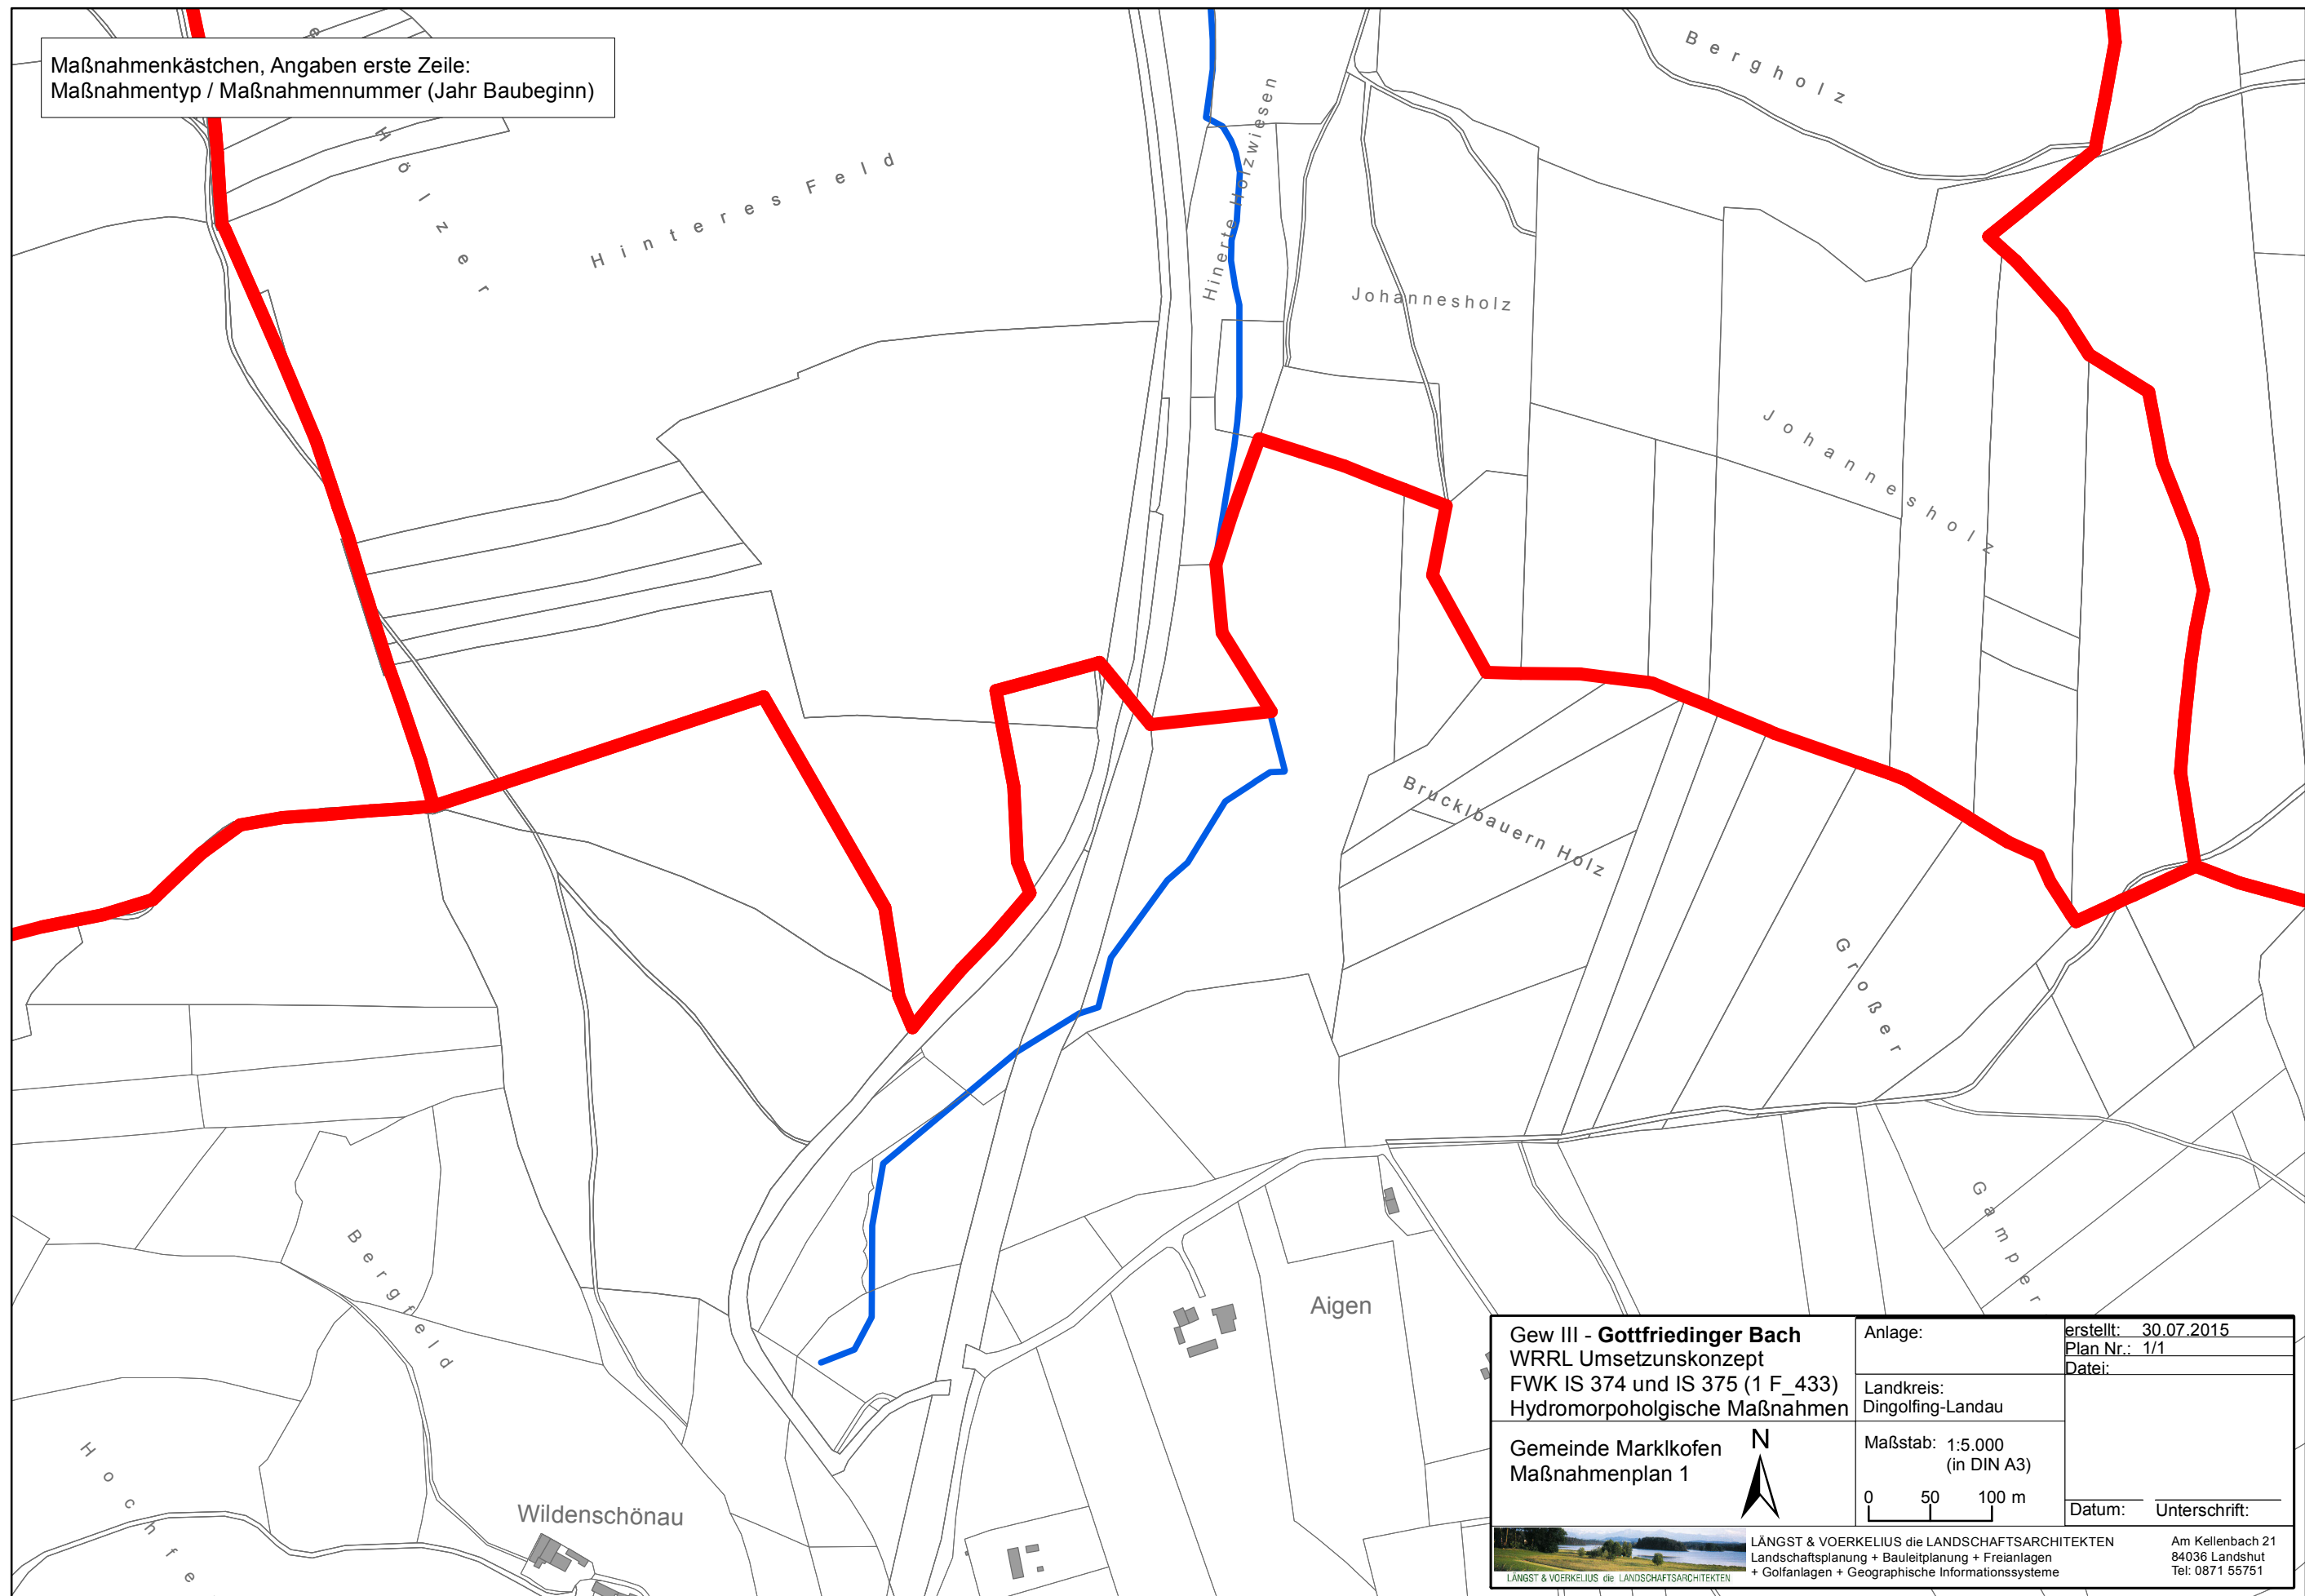 Maßnahmenkästchen, Angaben erste Zeile:
Maßnahmentyp / Maßnahmennummer (Jahr Baubeginn)
Hölzer
Hinteres Feld
Hinerte Holzwiesen
Bergholz
Johannesholz
Johannesholz
Brucklbauern Holz
Großer
Gamper
Bergfeld
Aigen
Wildenschönau
Hochfe
Gew III - Gottfriedinger Bach
WRRL Umsetzunskonzept
FWK IS 374 und IS 375 (1 F_433)
Hydromorpoholgische Maßnahmen
Gemeinde Marklkofen
Maßnahmenplan 1
N
Anlage:
Landkreis:
Dingolfing-Landau
Maßstab: 1:5.000
(in DIN A3)
0 50 100 m
erstellt: 30.07.2015
Plan Nr.: 1/1
Datei:
Datum: Unterschrift:
LÄNGST & VOERKELIUS die LANDSCHAFTSARCHITEKTEN
LÄNGST & VOERKELIUS die LANDSCHAFTSARCHITEKTEN
Landschaftsplanung + Bauleitplanung + Freianlagen
+ Golfanlagen + Geographische Informationssysteme
Am Kellenbach 21
84036 Landshut
Tel: 0871 55751